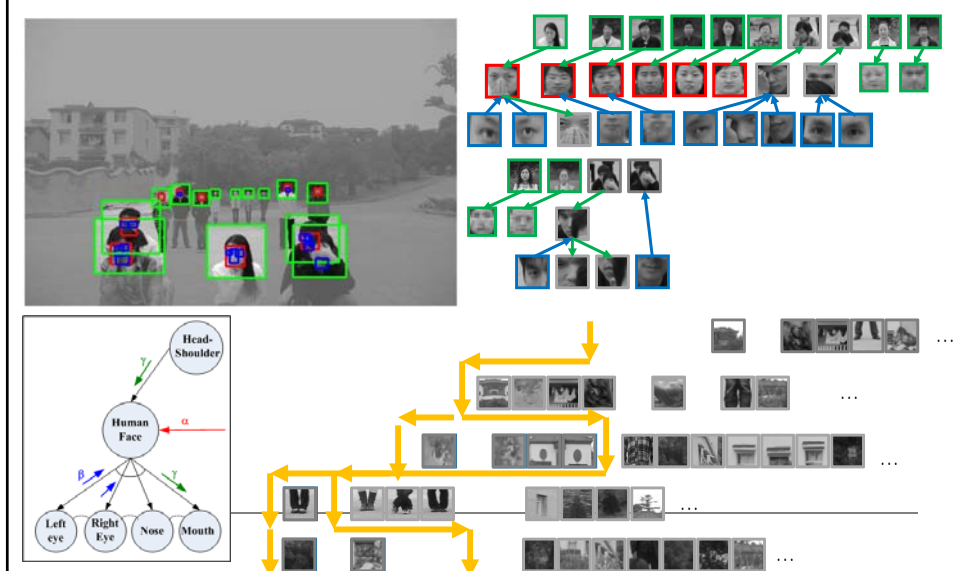 Head-
Shoulder
γ
Human
Face
α
β
γ
Left
eye
Right
Eye
Nose
Mouth
...
...
...
...
...